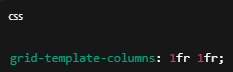 css
grid-template-columns: 1fr 1fr;